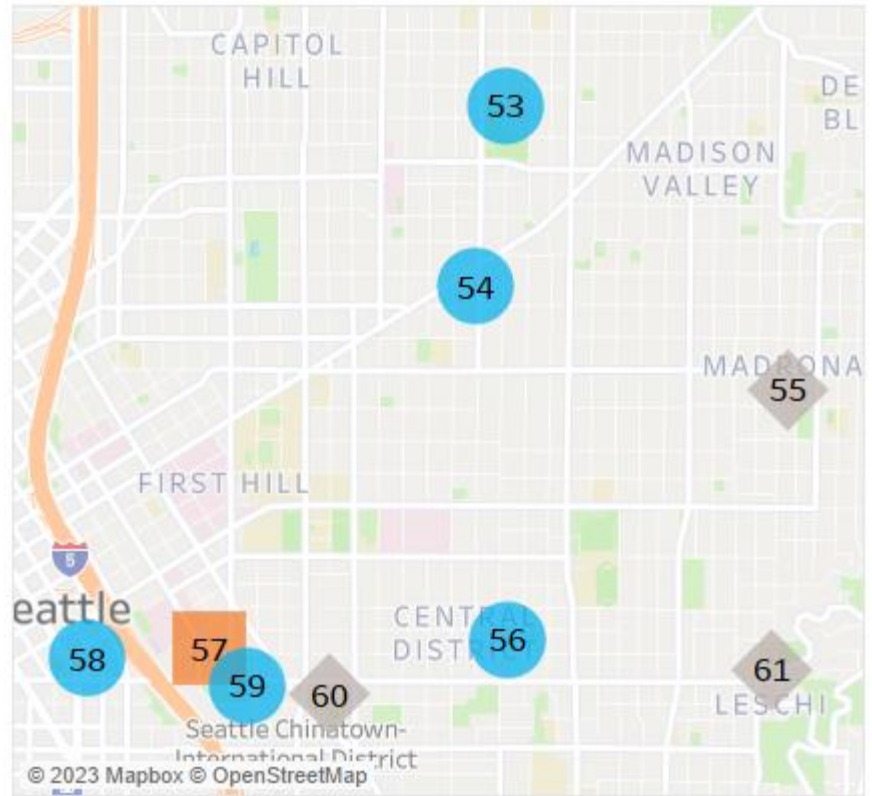 CAPITOL
HILL
53
DE
BL
MADISON
VALLEY
54
MADRONA
55
FIRST HILL
5
eattle
CENTRAL
DISTRICT
56
57
58
59
60
61
LESCHI
Seattle Chinatown-
International District
© 2023 Mapbox © OpenStreetMap